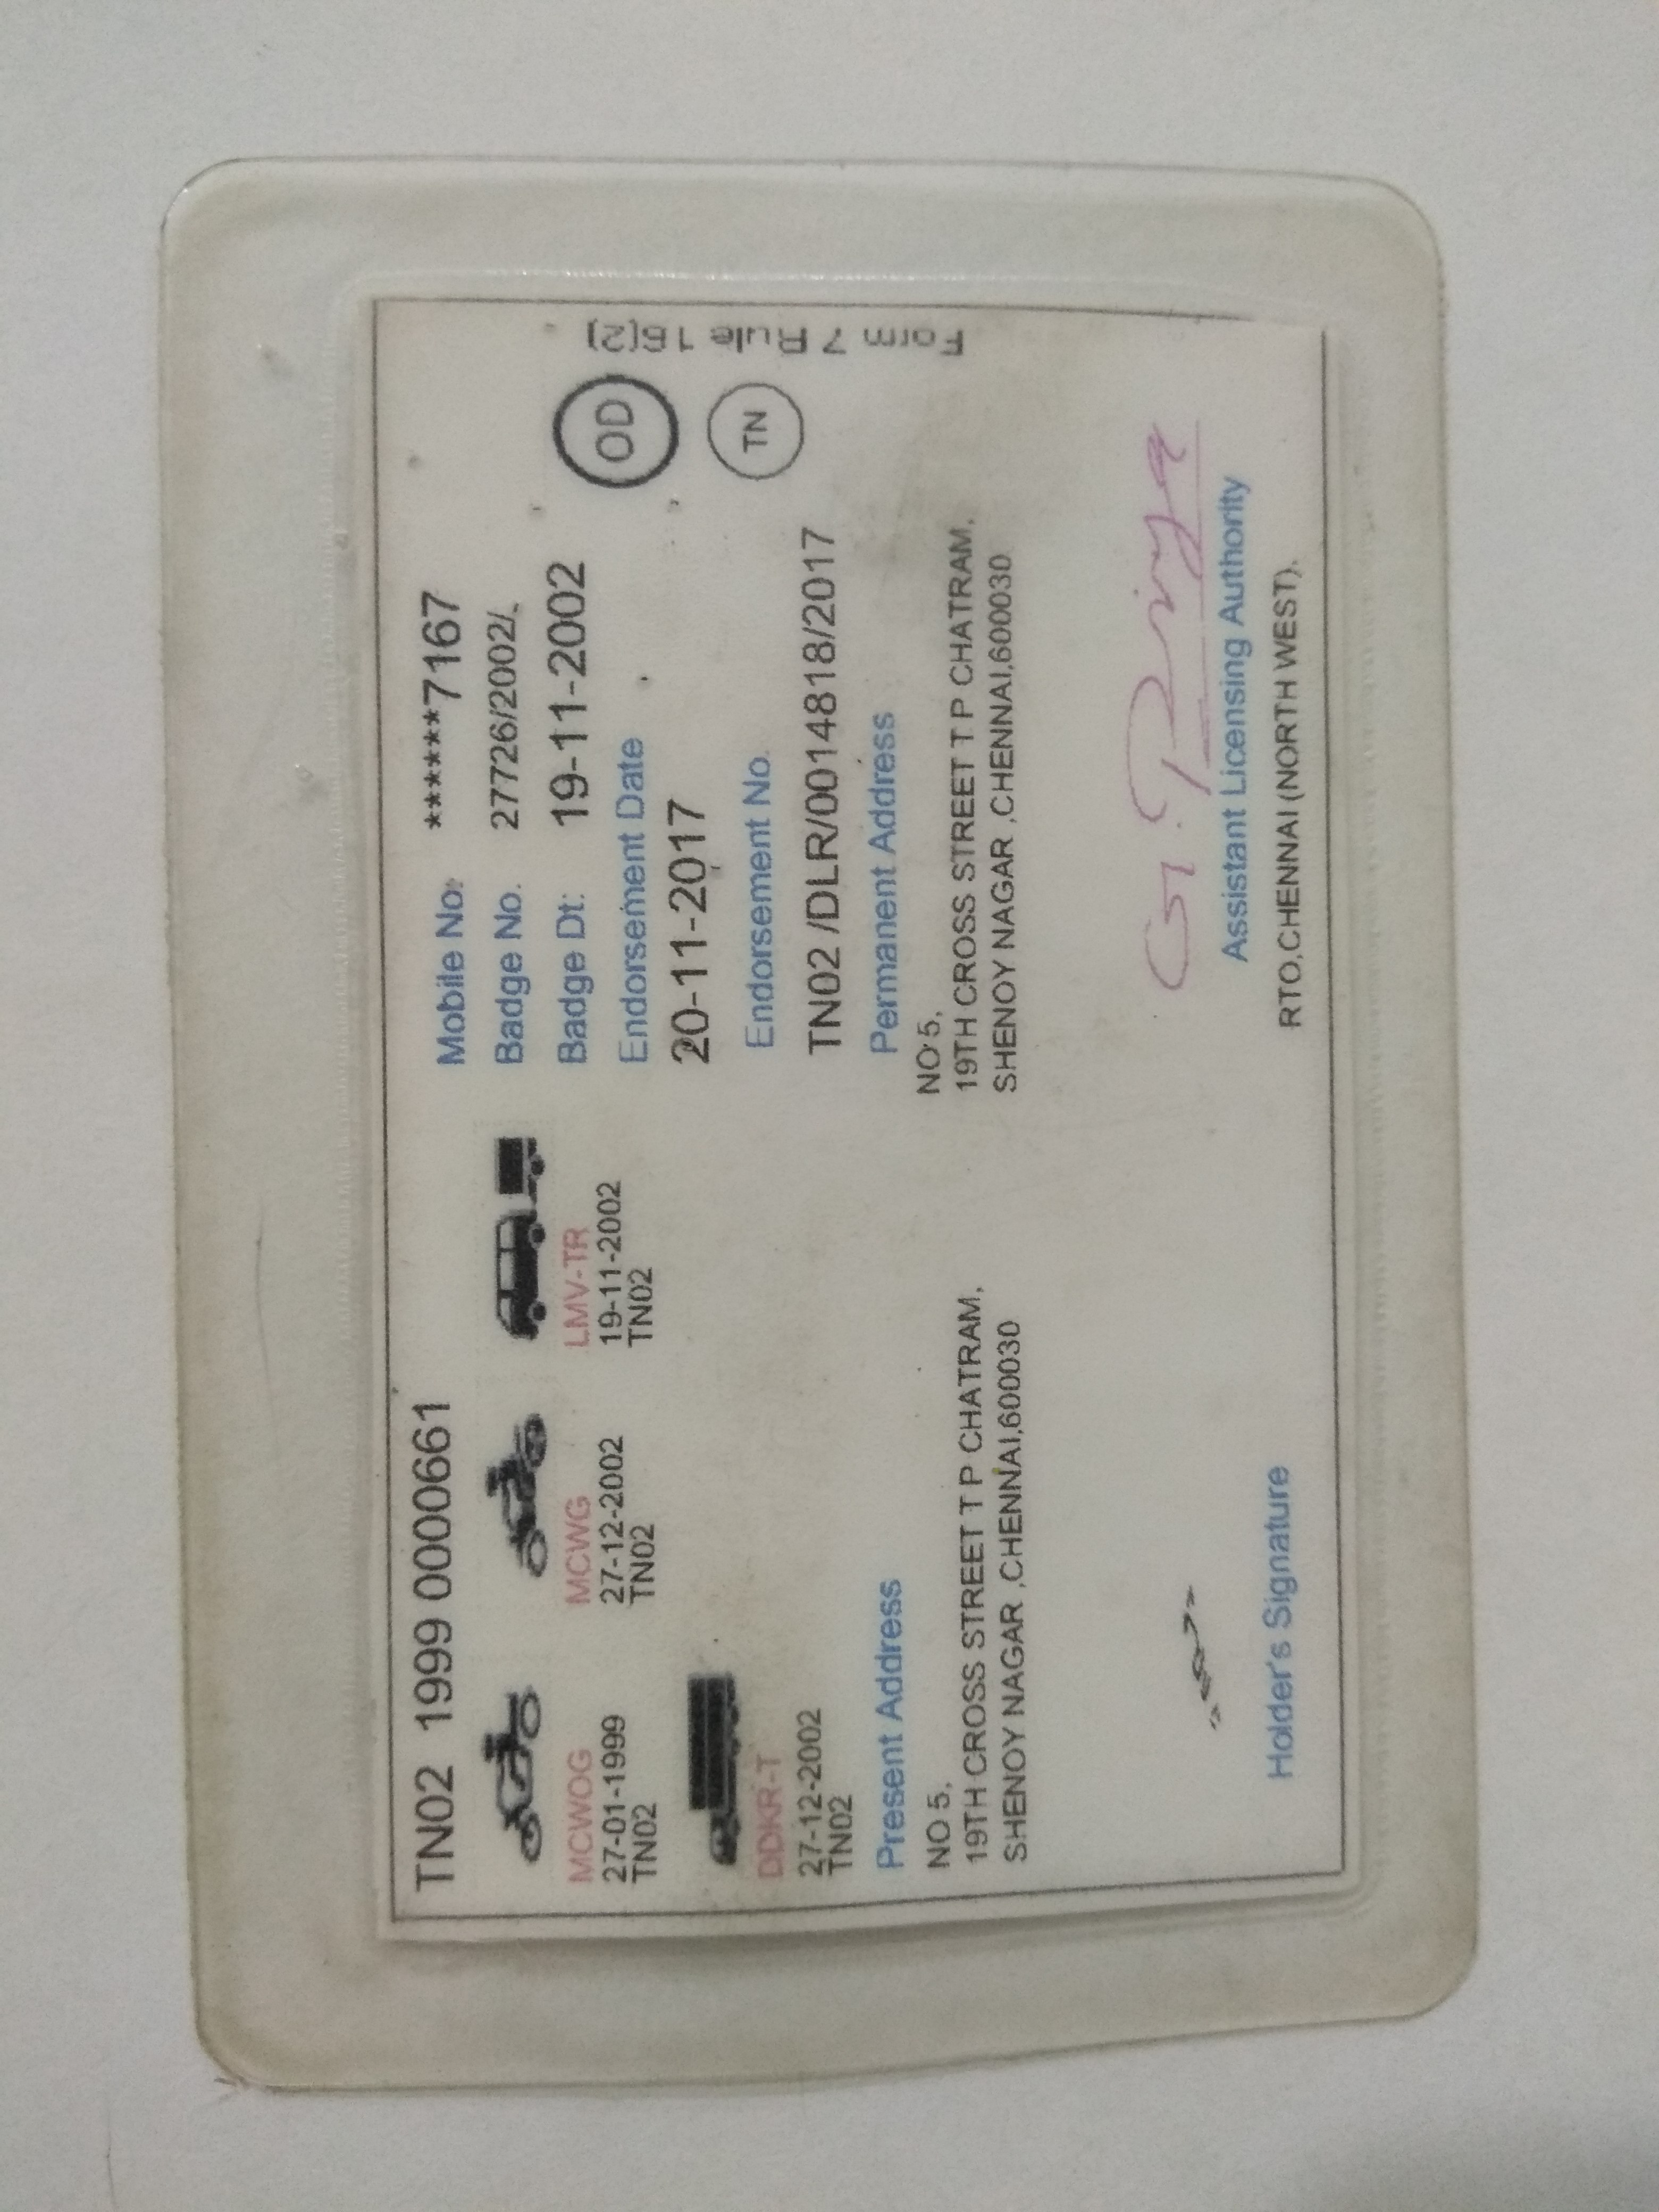 TN02 1999 0000661
MCWOG
27-01-1999
TN02
MCWG
27-12-2002
TN02
LMV-TR
19-11-2002
TN02
DDKR-T
27-12-2002
TN02
Mobile No: ******7167
Badge No. 27726/2002/
Badge Dt: 19-11-2002
Endorsement Date
20-11-2017
Endorsement No.
TN02 /DLR/0014818/2017
OD
TN
Form 7 Rule 16(2)
Present Address
NO 5,
19TH CROSS STREET T P CHATRAM,
SHENOY NAGAR ,CHENNAI,600030
Permanent Address
NO 5,
19TH CROSS STREET T P CHATRAM,
SHENOY NAGAR ,CHENNAI,600030
Holder's Signature
G. Priya
Assistant Licensing Authority
RTO,CHENNAI (NORTH WEST).